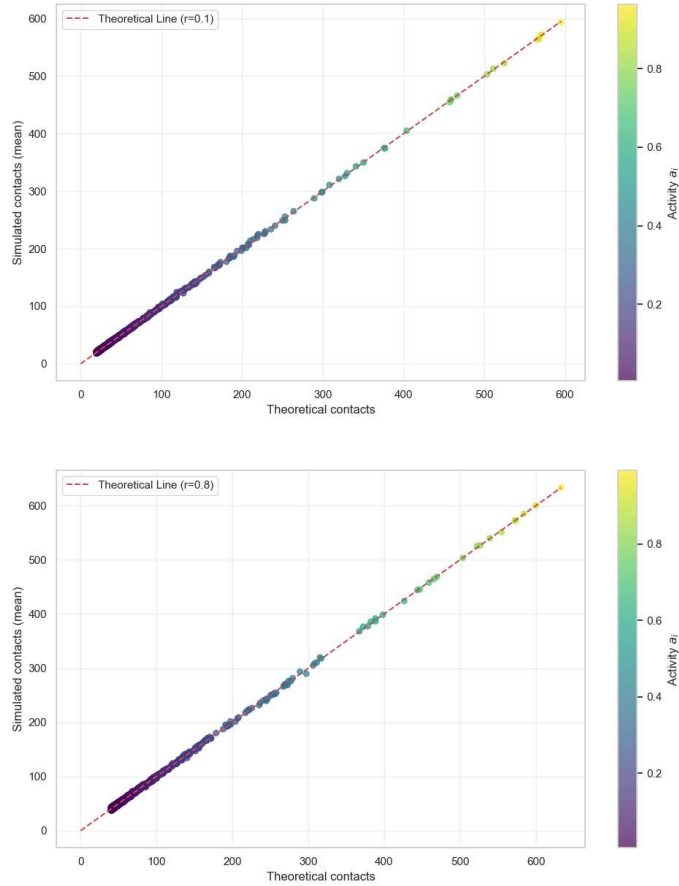 600
500
400
300
200
100
0
Simulated contacts (mean)
Theoretical Line (r=0.1)
0 100 200 300 400 500 600
Theoretical contacts
0.8
0.6
0.4
0.2
Activity aᵢ
600
500
400
300
200
100
0
Simulated contacts (mean)
Theoretical Line (r=0.8)
0 100 200 300 400 500 600
Theoretical contacts
0.8
0.6
0.4
0.2
Activity aᵢ